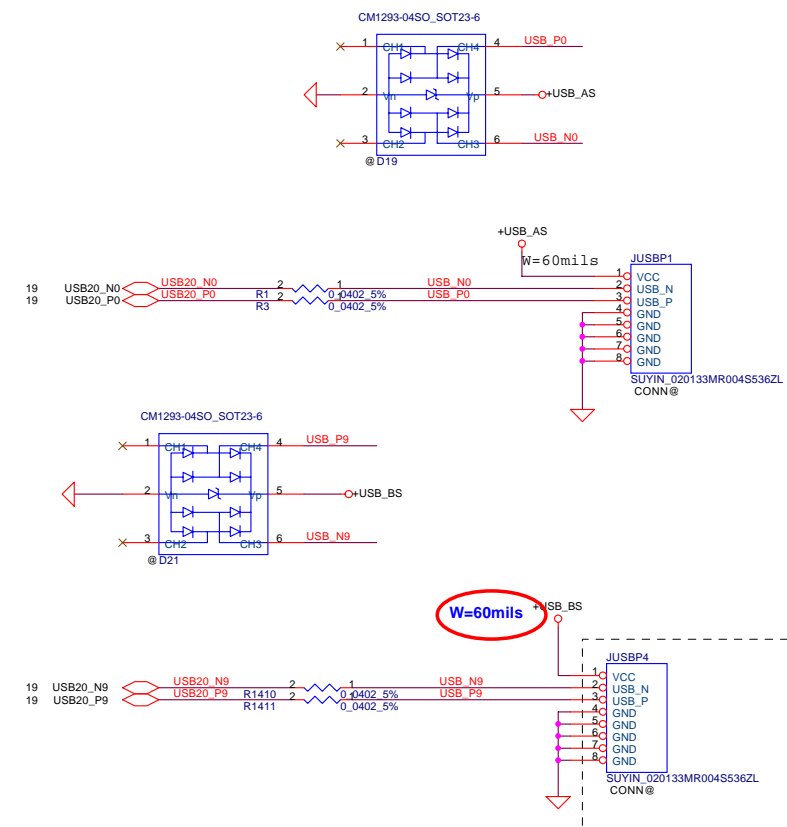 CM1293-04SO_SOT23-6
1 CH1 CH4 4 USB_P0
2 Vn Vp 5 +USB_AS
3 CH2 CH3 6 USB_N0
@ D19
+USB_AS
W=60mils
JUSBP1
1 VCC
19 USB20_N0 USB20_N0 2 1 USB_N0 2 USB_N
19 USB20_P0 USB20_P0 R1 2 1 0_0402_5% USB_P0 3 USB_P
R3 0_0402_5% 4 GND
5 GND
6 GND
7 GND
8 GND
SUYIN_020133MR004S536ZL
CONN@
CM1293-04SO_SOT23-6
1 CH1 CH4 4 USB_P9
2 Vn Vp 5 +USB_BS
3 CH2 CH3 6 USB_N9
@ D21
W=60mils +USB_BS
JUSBP4
1 VCC
19 USB20_N9 USB20_N9 2 1 USB_N9 2 USB_N
19 USB20_P9 USB20_P9 R1410 2 1 0_0402_5% USB_P9 3 USB_P
R1411 0_0402_5% 4 GND
5 GND
6 GND
7 GND
8 GND
SUYIN_020133MR004S536ZL
CONN@